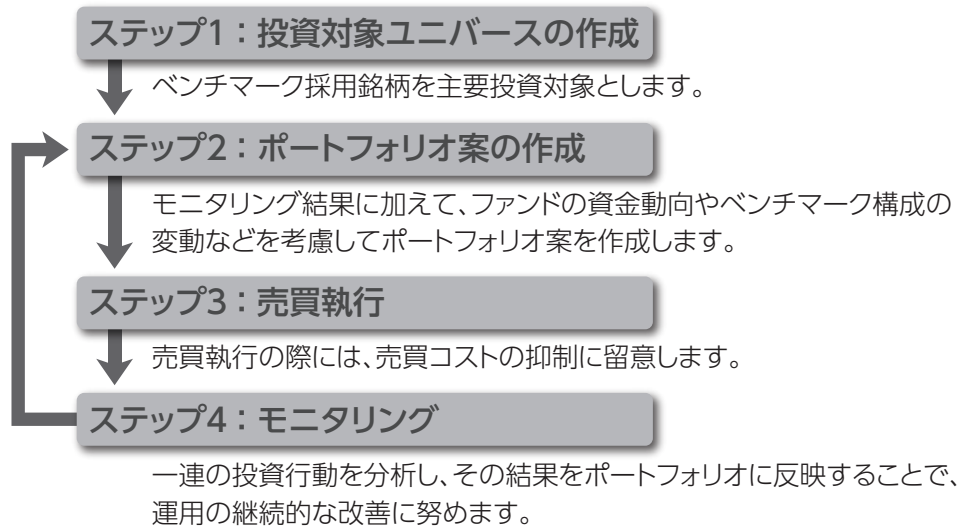 ステップ1：投資対象ユニバースの作成
ベンチマーク採用銘柄を主要投資対象とします。
ステップ2：ポートフォリオ案の作成
モニタリング結果に加えて、ファンドの資金動向やベンチマーク構成の
変動などを考慮してポートフォリオ案を作成します。
ステップ3：売買執行
売買執行の際には、売買コストの抑制に留意します。
ステップ4：モニタリング
一連の投資行動を分析し、その結果をポートフォリオに反映することで、
運用の継続的な改善に努めます。